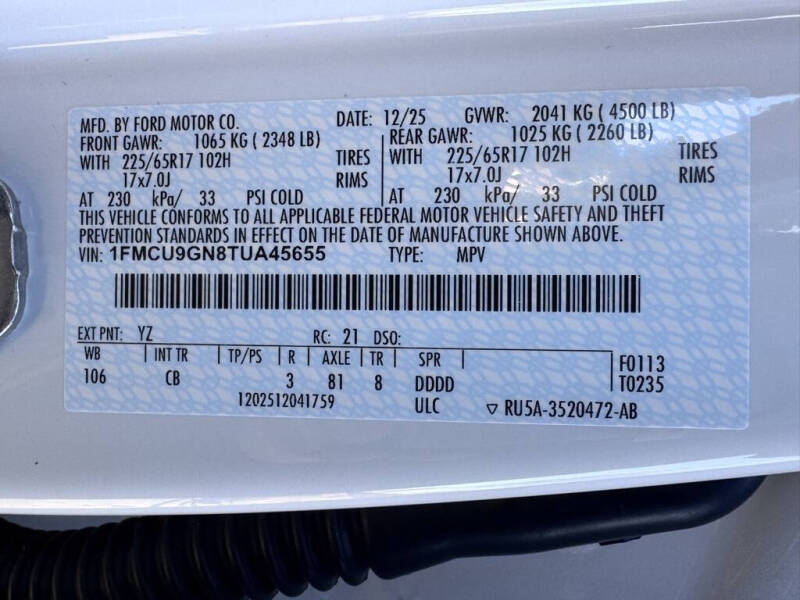 MFD. BY FORD MOTOR CO. DATE: 12/25 GVWR: 2041 KG ( 4500 LB)
FRONT GAWR: 1065 KG ( 2348 LB) REAR GAWR: 1025 KG ( 2260 LB)
WITH 225/65R17 102H TIRES WITH 225/65R17 102H TIRES
17x7.0J RIMS 17x7.0J RIMS
AT 230 kPa/ 33 PSI COLD AT 230 kPa/ 33 PSI COLD
THIS VEHICLE CONFORMS TO ALL APPLICABLE FEDERAL MOTOR VEHICLE SAFETY AND THEFT
PREVENTION STANDARDS IN EFFECT ON THE DATE OF MANUFACTURE SHOWN ABOVE.
VIN: 1FMCU9GN8TUA45655 TYPE: MPV
EXT PNT: YZ RC: 21 DSO:
WB INT TR TP/PS R AXLE TR SPR F0113
106 CB 3 81 8 DDDD T0235
1202512041759 ULC ▽ RU5A-3520472-AB